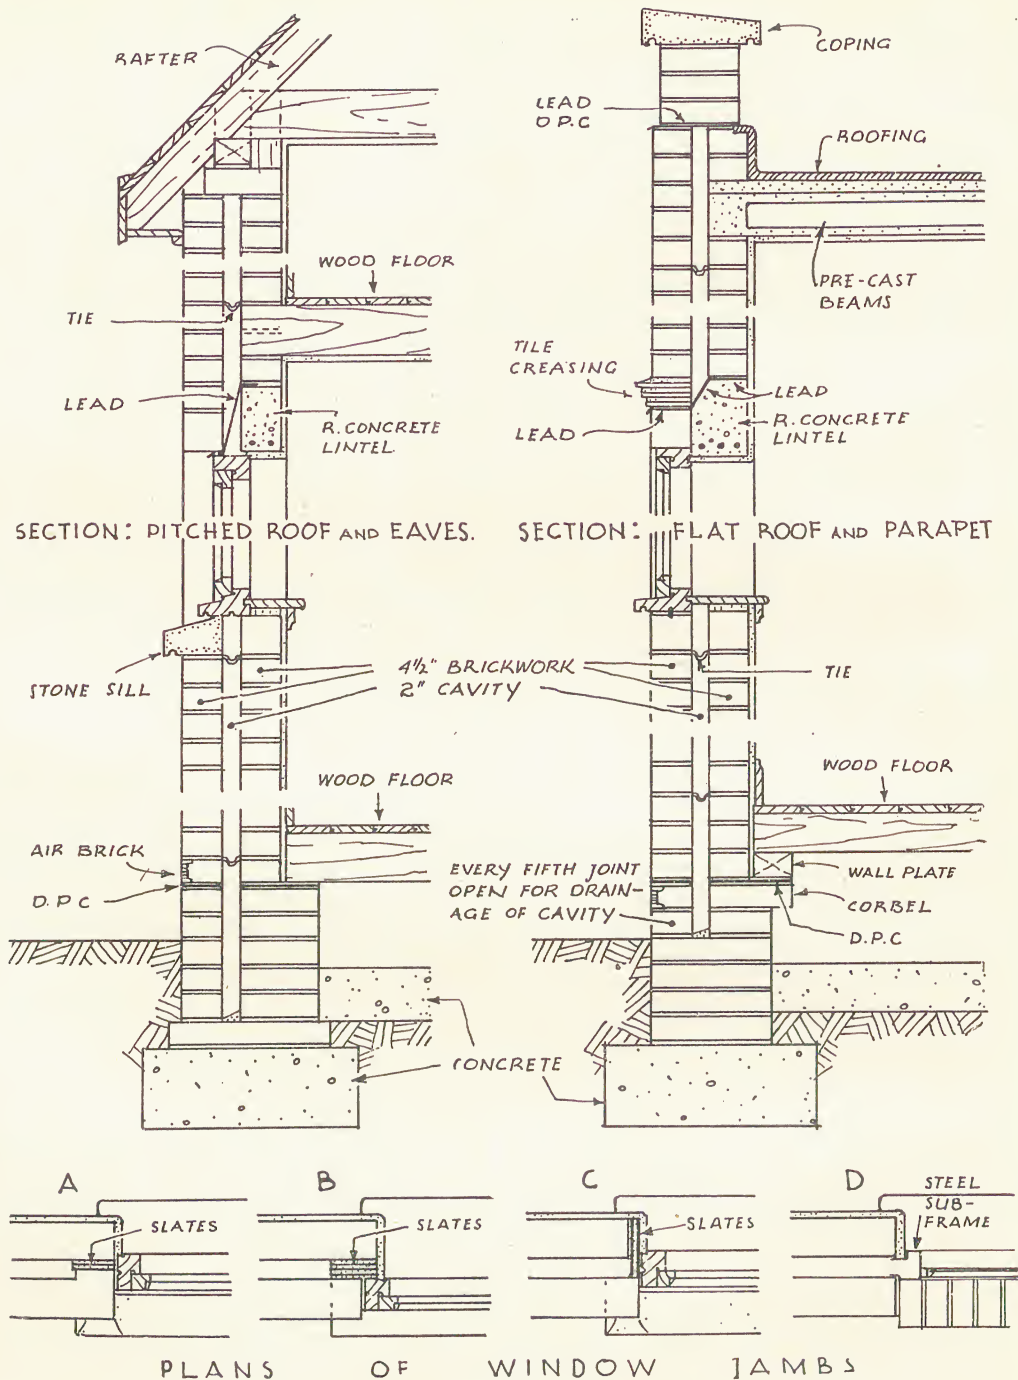 RAFTER
WOOD FLOOR
TIE
LEAD
R. CONCRETE
LINTEL.
SECTION: PITCHED ROOF AND EAVES.
STONE SILL
4½" BRICKWORK
2" CAVITY
WOOD FLOOR
AIR BRICK
D.P.C
CONCRETE
COPING
LEAD
D.P.C
ROOFING
PRE-CAST
BEAMS
TILE
CREASING
LEAD
LEAD
R. CONCRETE
LINTEL
SECTION: FLAT ROOF AND PARAPET
TIE
WOOD FLOOR
EVERY FIFTH JOINT
OPEN FOR DRAIN-
AGE OF CAVITY
WALL PLATE
CORBEL
D.P.C
A
SLATES
B
SLATES
C
SLATES
D
STEEL
SUB-
FRAME
PLANS OF WINDOW JAMBS